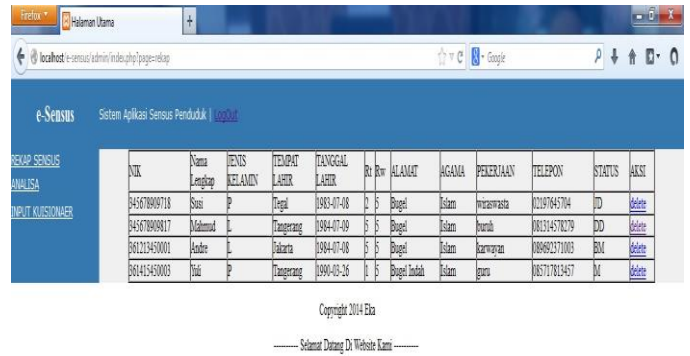 Firefox
Halaman Utama
localhost/e-sensus/admin/index.php?page=rekap
Google
e-Sensus
Sistem Aplikasi Sensus Penduduk | LogOut
REKAP SENSUS
ANALISA
INPUT KUISIONAER
NIK Nama Lengkap JENIS KELAMIN TEMPAT LAHIR TANGGAL LAHIR Rt Rw ALAMAT AGAMA PEKERJAAN TELEPON STATUS AKSI
345678909718 Susi P Tegal 1983-07-08 2 5 Bugel Islam wiraswasta 02197645704 JD delete
345678909817 Mahmud L Tangerang 1984-07-09 5 5 Bugel Islam buruh 081314578279 DD delete
361213450001 Andre L Jakarta 1984-07-08 5 5 Bugel Islam karwayan 089692371003 BM delete
361415450003 Yuli P Tangerang 1990-03-26 1 5 Bugel Indah Islam guru 085717813457 M delete
Copyright 2014 Eka
---------- Selamat Datang Di Website Kami ----------